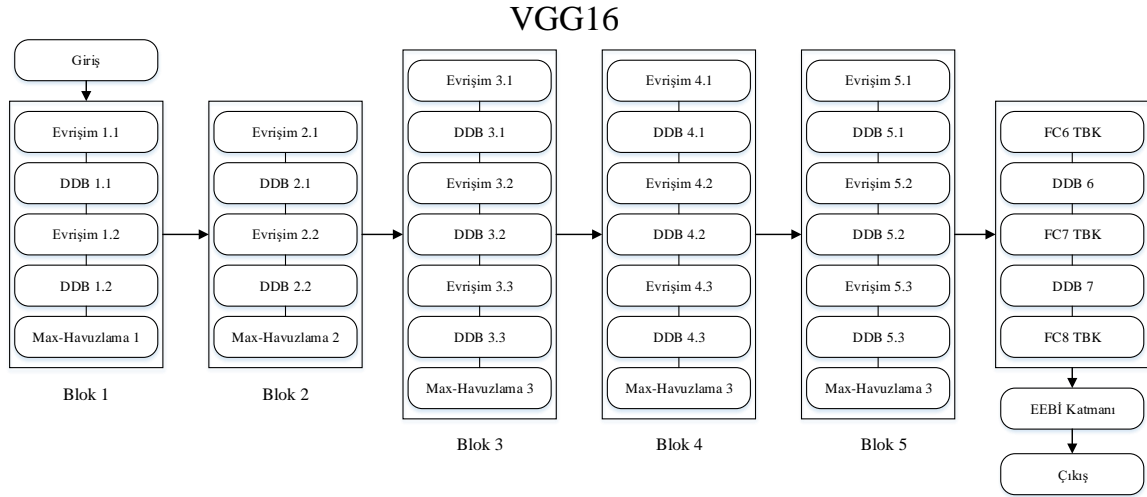 VGG16
Giriş
Evrişim 1.1
DDB 1.1
Evrişim 1.2
DDB 1.2
Max-Havuzlama 1
Blok 1
Evrişim 2.1
DDB 2.1
Evrişim 2.2
DDB 2.2
Max-Havuzlama 2
Blok 2
Evrişim 3.1
DDB 3.1
Evrişim 3.2
DDB 3.2
Evrişim 3.3
DDB 3.3
Max-Havuzlama 3
Blok 3
Evrişim 4.1
DDB 4.1
Evrişim 4.2
DDB 4.2
Evrişim 4.3
DDB 4.3
Max-Havuzlama 3
Blok 4
Evrişim 5.1
DDB 5.1
Evrişim 5.2
DDB 5.2
Evrişim 5.3
DDB 5.3
Max-Havuzlama 3
Blok 5
FC6 TBK
DDB 6
FC7 TBK
DDB 7
FC8 TBK
EEBİ Katmanı
Çıkış